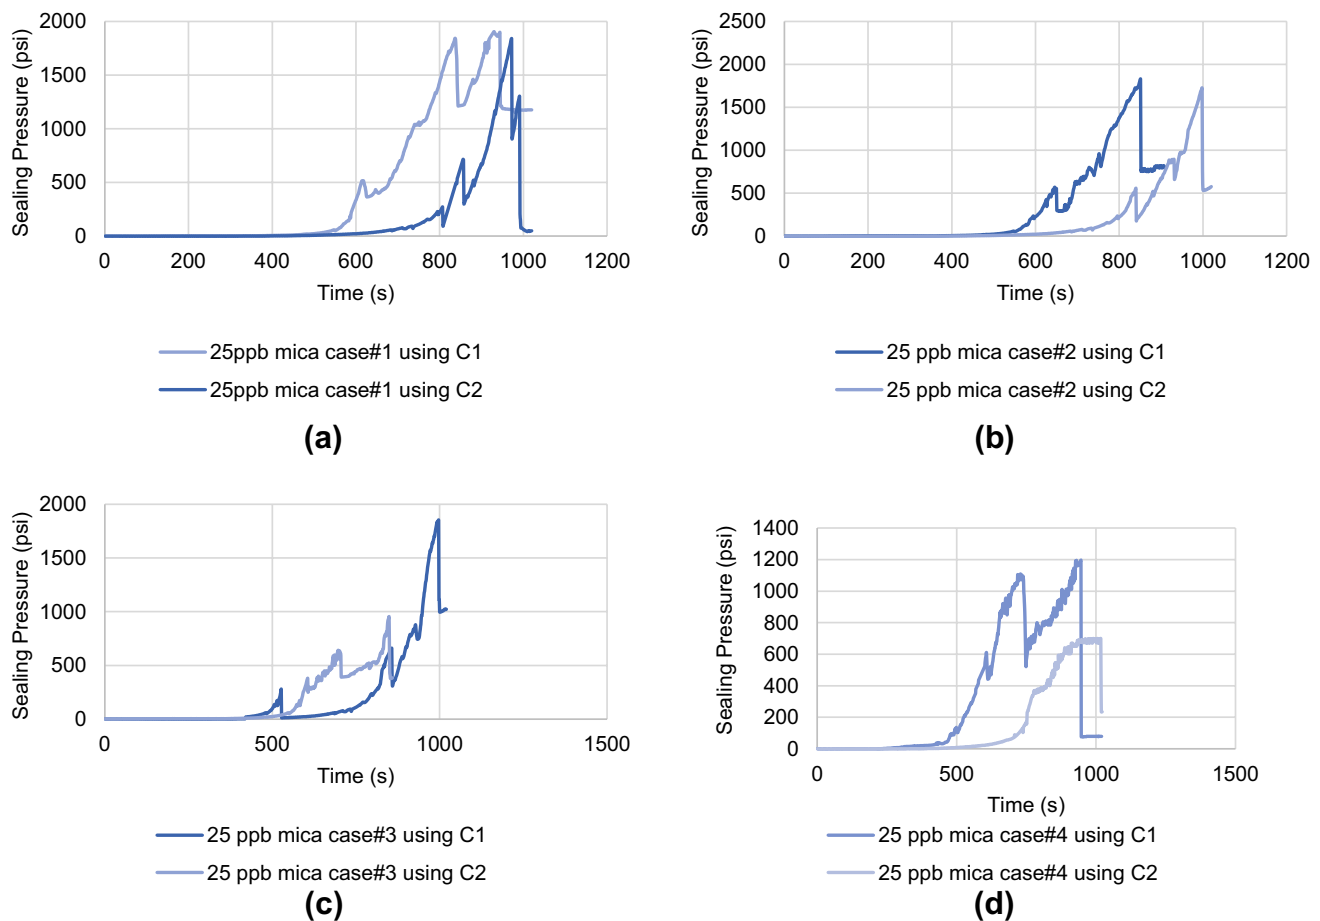 2000
1500
1000
500
0
Sealing Pressure (psi)
0 200 400 600 800 1000 1200
Time (s)
25ppb mica case#1 using C1
25ppb mica case#1 using C2
(a)
2500
2000
1500
1000
500
0
Sealing Pressure (psi)
0 200 400 600 800 1000 1200
Time (s)
25 ppb mica case#2 using C1
25 ppb mica case#2 using C2
(b)
2000
1500
1000
500
0
Sealing Pressure (psi)
0 500 1000 1500
Time (s)
25 ppb mica case#3 using C1
25 ppb mica case#3 using C2
(c)
1400
1200
1000
800
600
400
200
0
Sealing Pressure (psi)
0 500 1000 1500
Time (s)
25 ppb mica case#4 using C1
25 ppb mica case#4 using C2
(d)